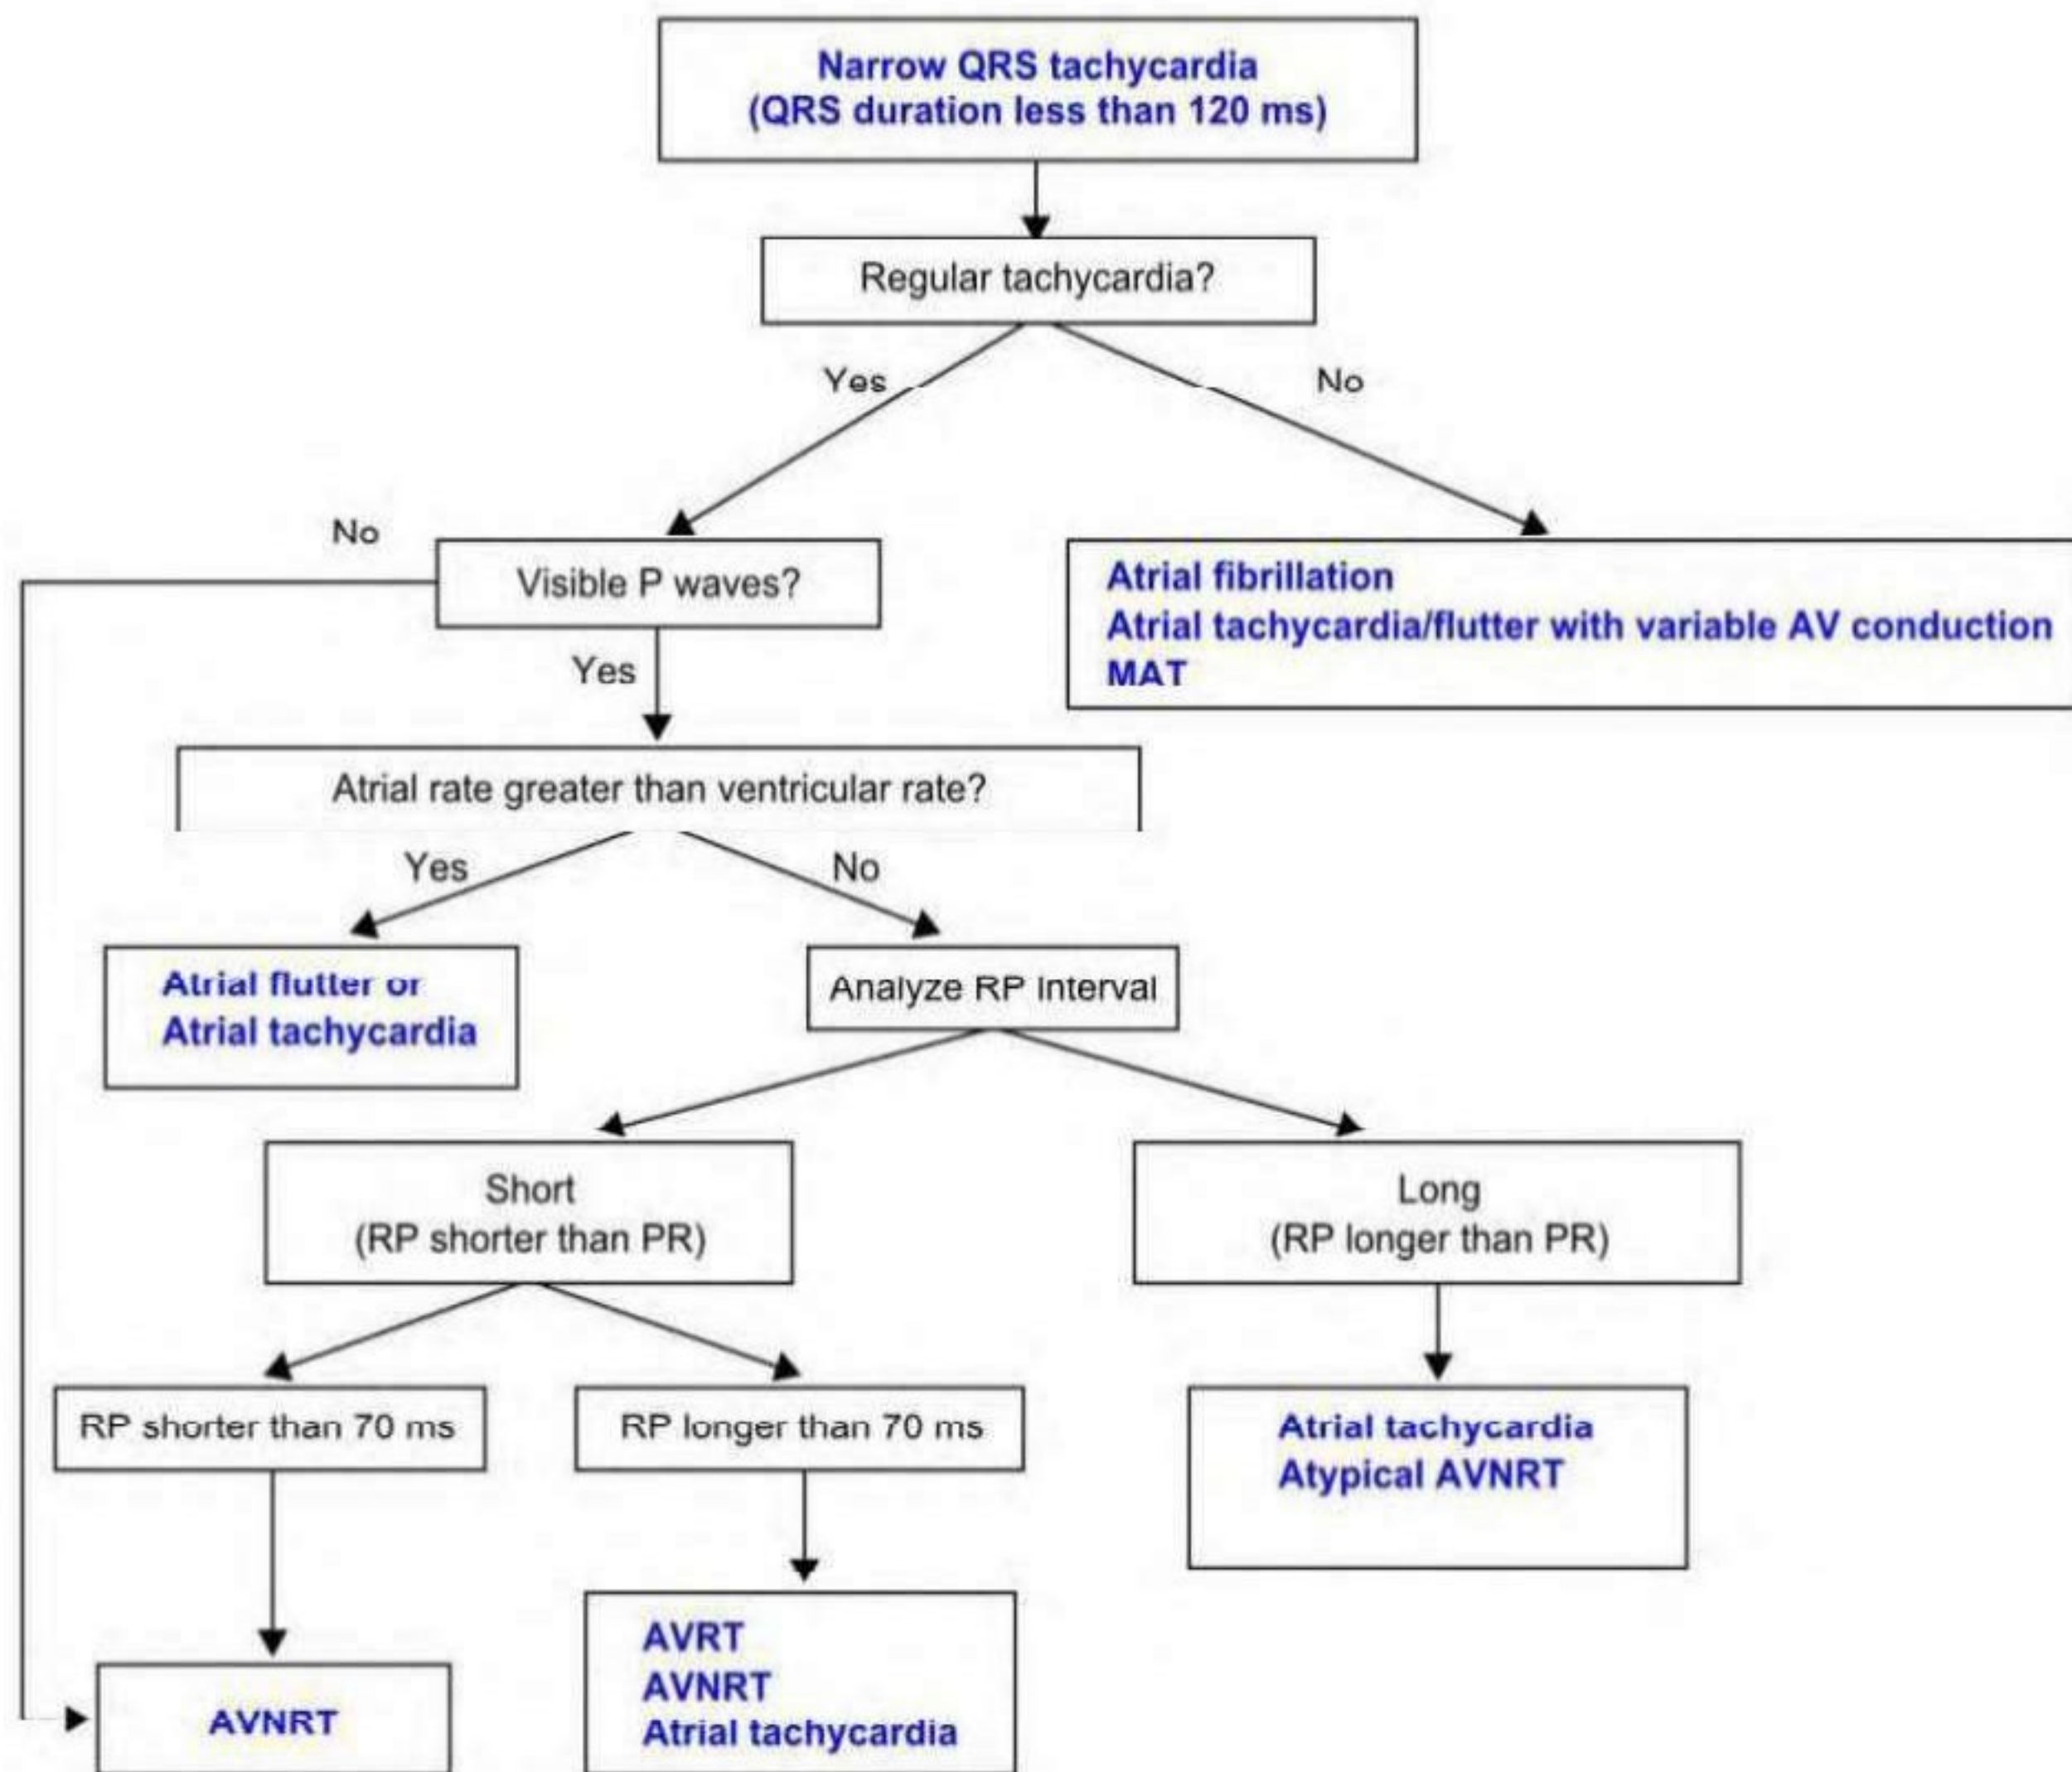 Narrow QRS tachycardia
(QRS duration less than 120 ms)
Regular tachycardia?
Yes
No
No
Visible P waves?
Atrial fibrillation
Atrial tachycardia/flutter with variable AV conduction
MAT
Yes
Atrial rate greater than ventricular rate?
Yes
No
Atrial flutter or
Atrial tachycardia
Analyze RP Interval
Short
(RP shorter than PR)
Long
(RP longer than PR)
RP shorter than 70 ms
RP longer than 70 ms
Atrial tachycardia
Atypical AVNRT
AVRT
AVNRT
Atrial tachycardia
AVNRT